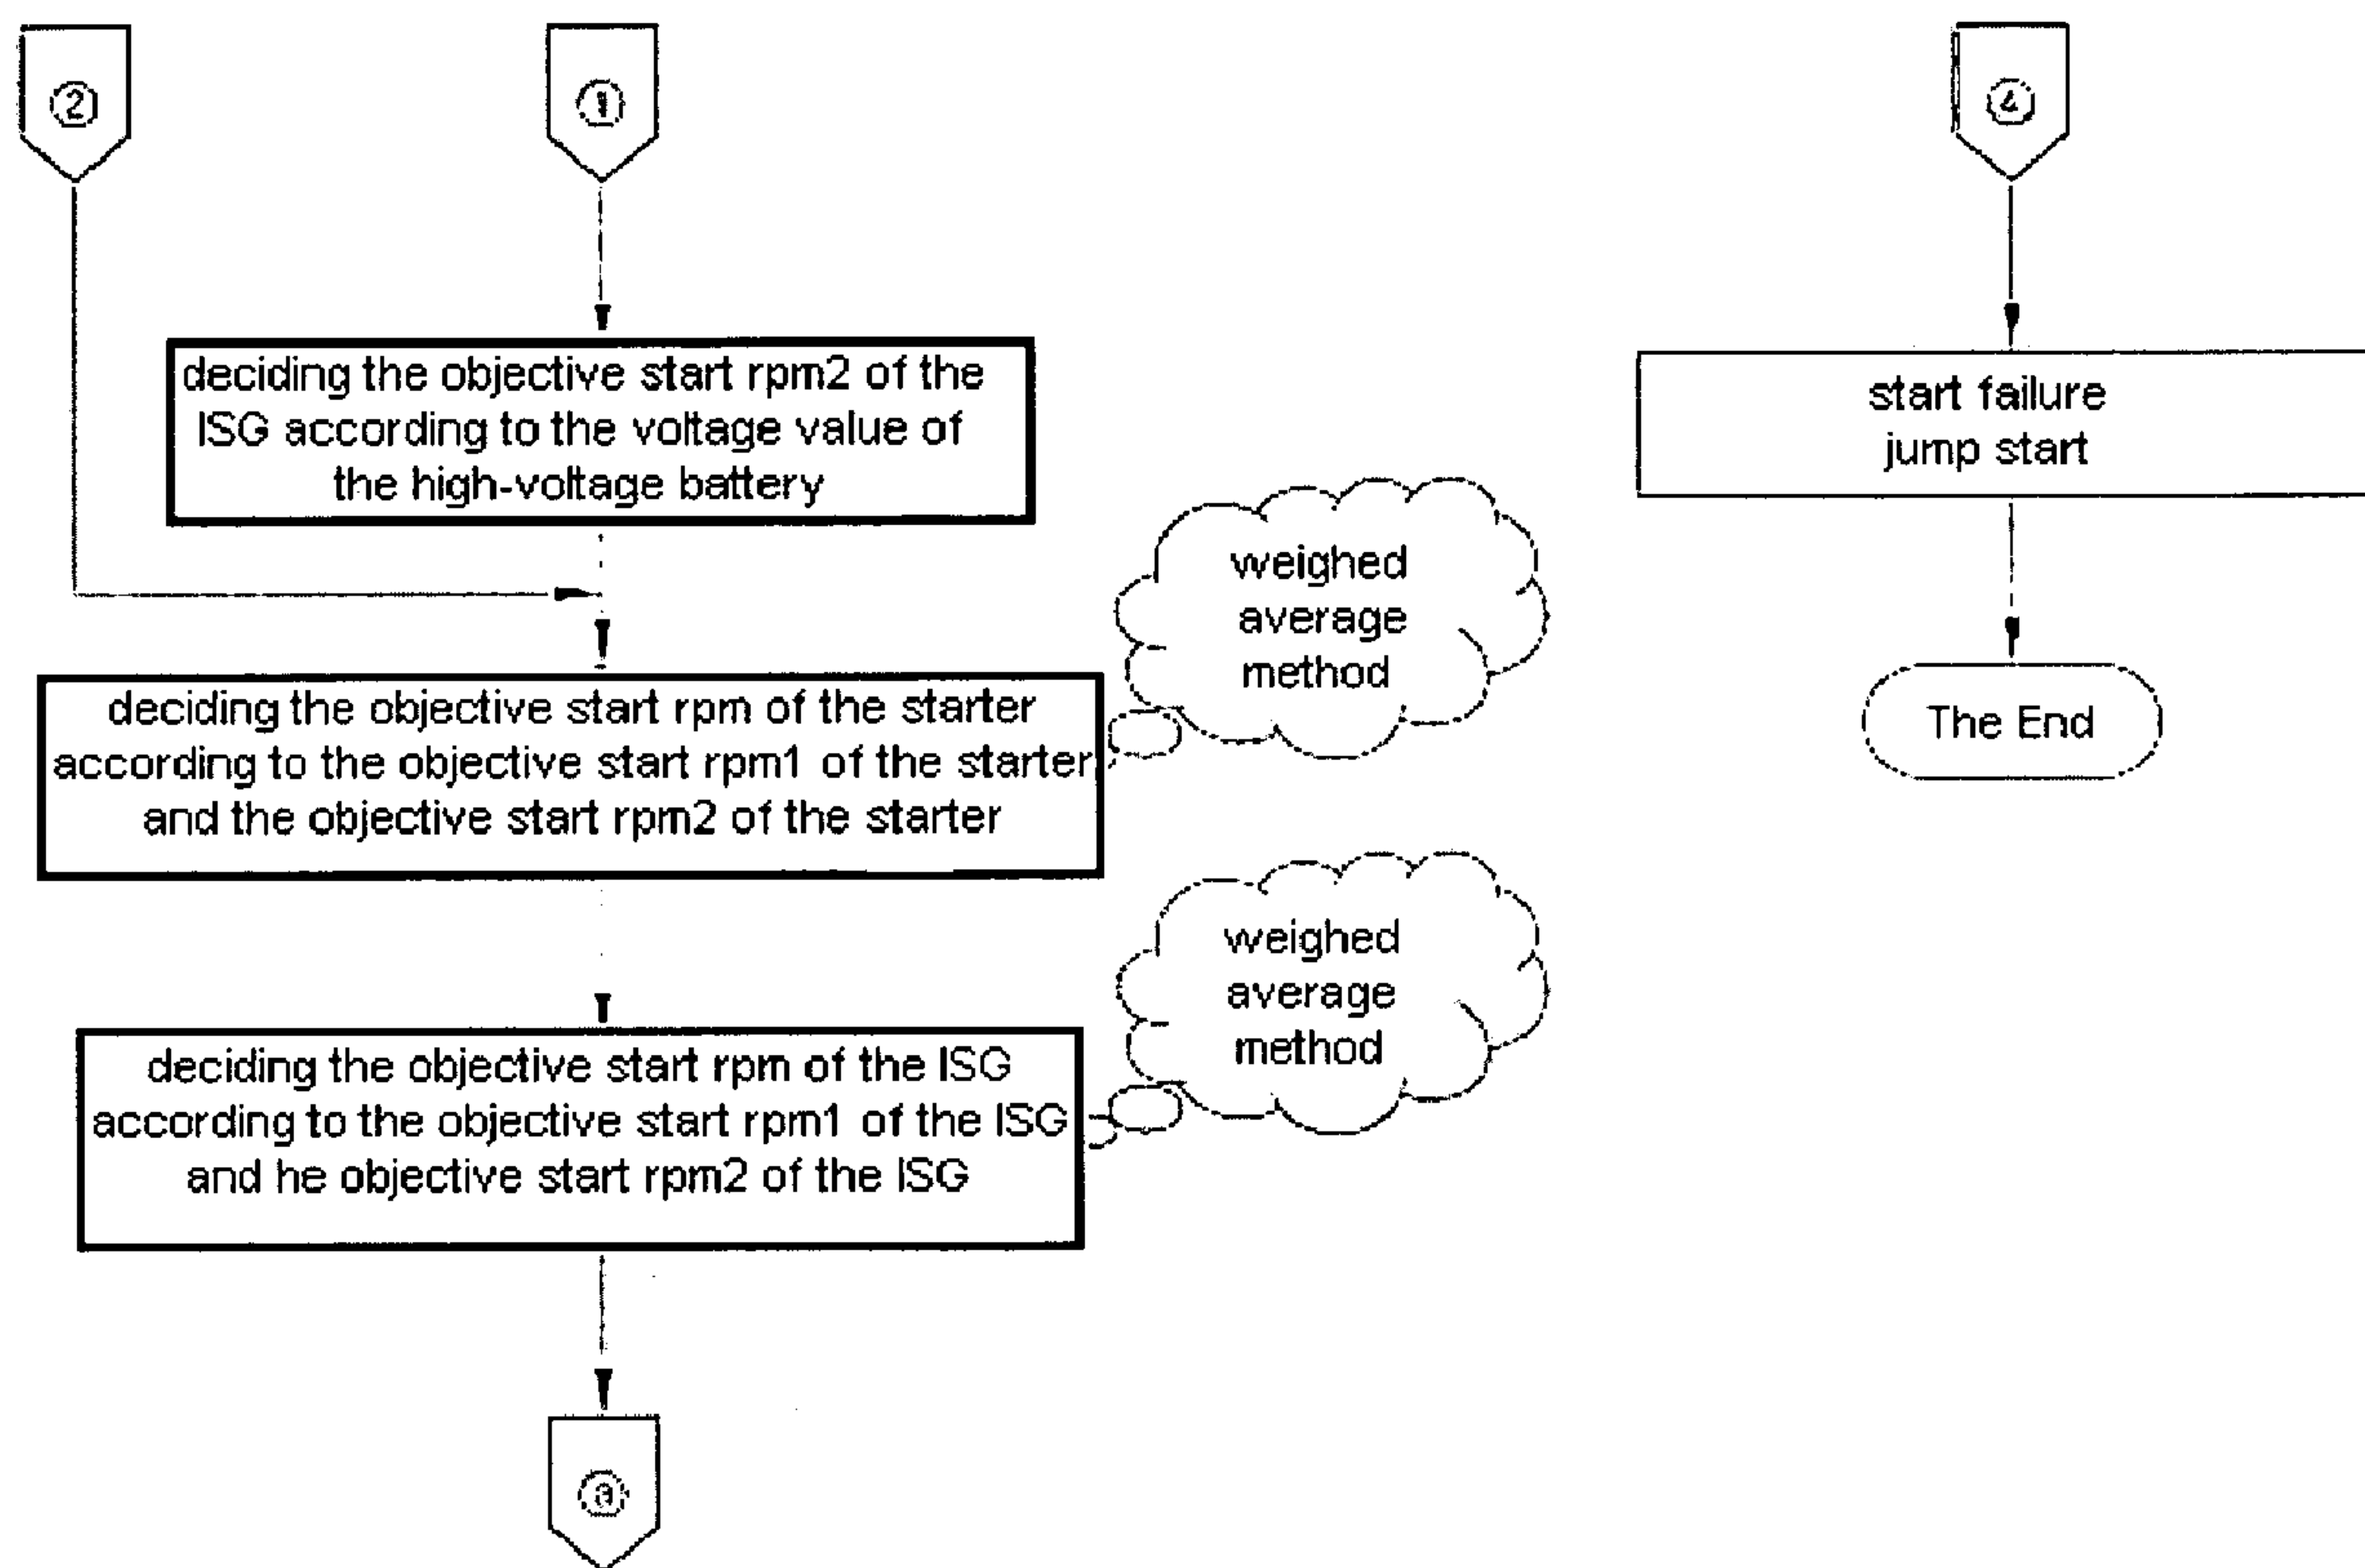 ②
①
④
deciding the objective start rpm2 of the
ISG according to the voltage value of
the high-voltage battery
start failure
jump start
weighed
average
method
deciding the objective start rpm of the starter
according to the objective start rpm1 of the starter
and the objective start rpm2 of the starter
The End
weighed
average
method
deciding the objective start rpm of the ISG
according to the objective start rpm1 of the ISG
and he objective start rpm2 of the ISG